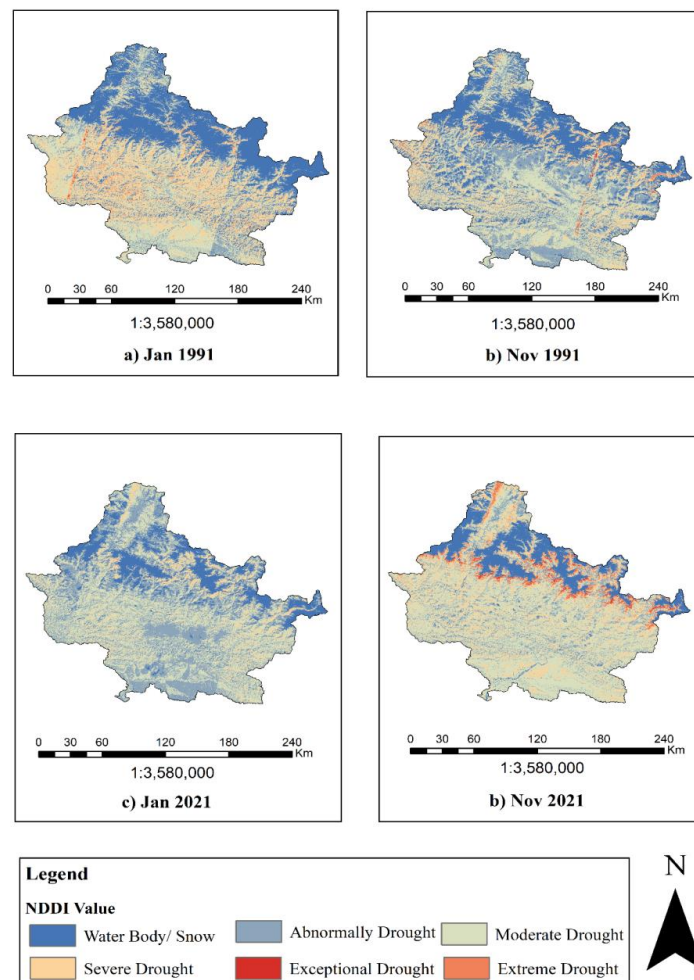 0 30 60 120 180 240
Km
1:3,580,000
a) Jan 1991
0 30 60 120 180 240
Km
1:3,580,000
b) Nov 1991
0 30 60 120 180 240
Km
1:3,580,000
c) Jan 2021
0 30 60 120 180 240
Km
1:3,580,000
b) Nov 2021
Legend
N
NDDI Value
Water Body/ Snow Abnormally Drought Moderate Drought
Severe Drought Exceptional Drought Extreme Drought